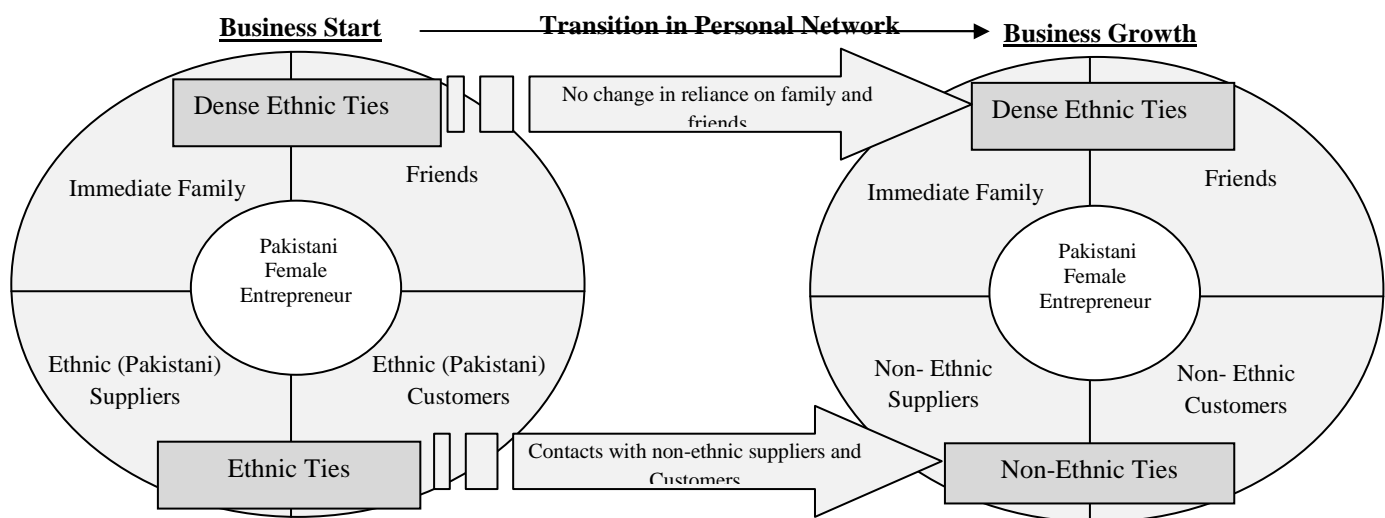 Business Start
Transition in Personal Network
Business Growth
Dense Ethnic Ties
No change in reliance on family and
friends
Dense Ethnic Ties
Immediate Family
Friends
Immediate Family
Friends
Pakistani
Female
Entrepreneur
Pakistani
Female
Entrepreneur
Ethnic (Pakistani)
Suppliers
Ethnic (Pakistani)
Customers
Non- Ethnic
Suppliers
Non- Ethnic
Customers
Ethnic Ties
Contacts with non-ethnic suppliers and
Customers
Non-Ethnic Ties